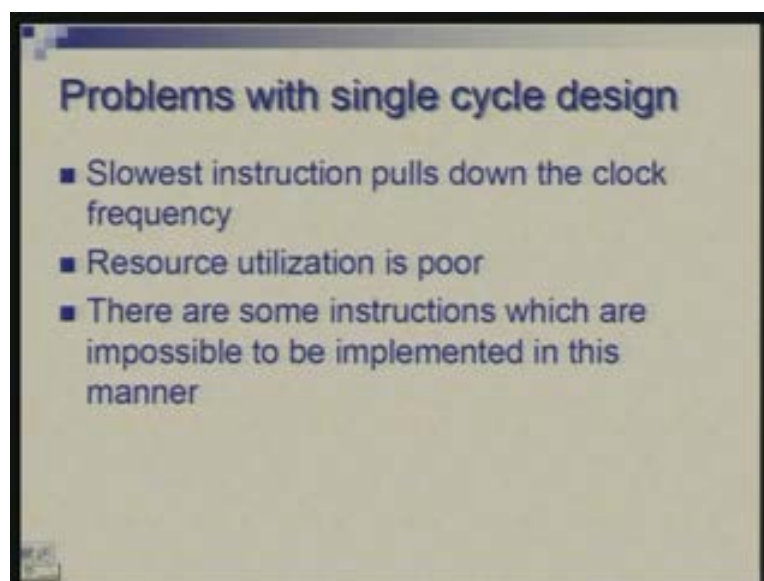 Problems with single cycle design
■ Slowest instruction pulls down the clock
frequency
■ Resource utilization is poor
■ There are some instructions which are
impossible to be implemented in this
manner